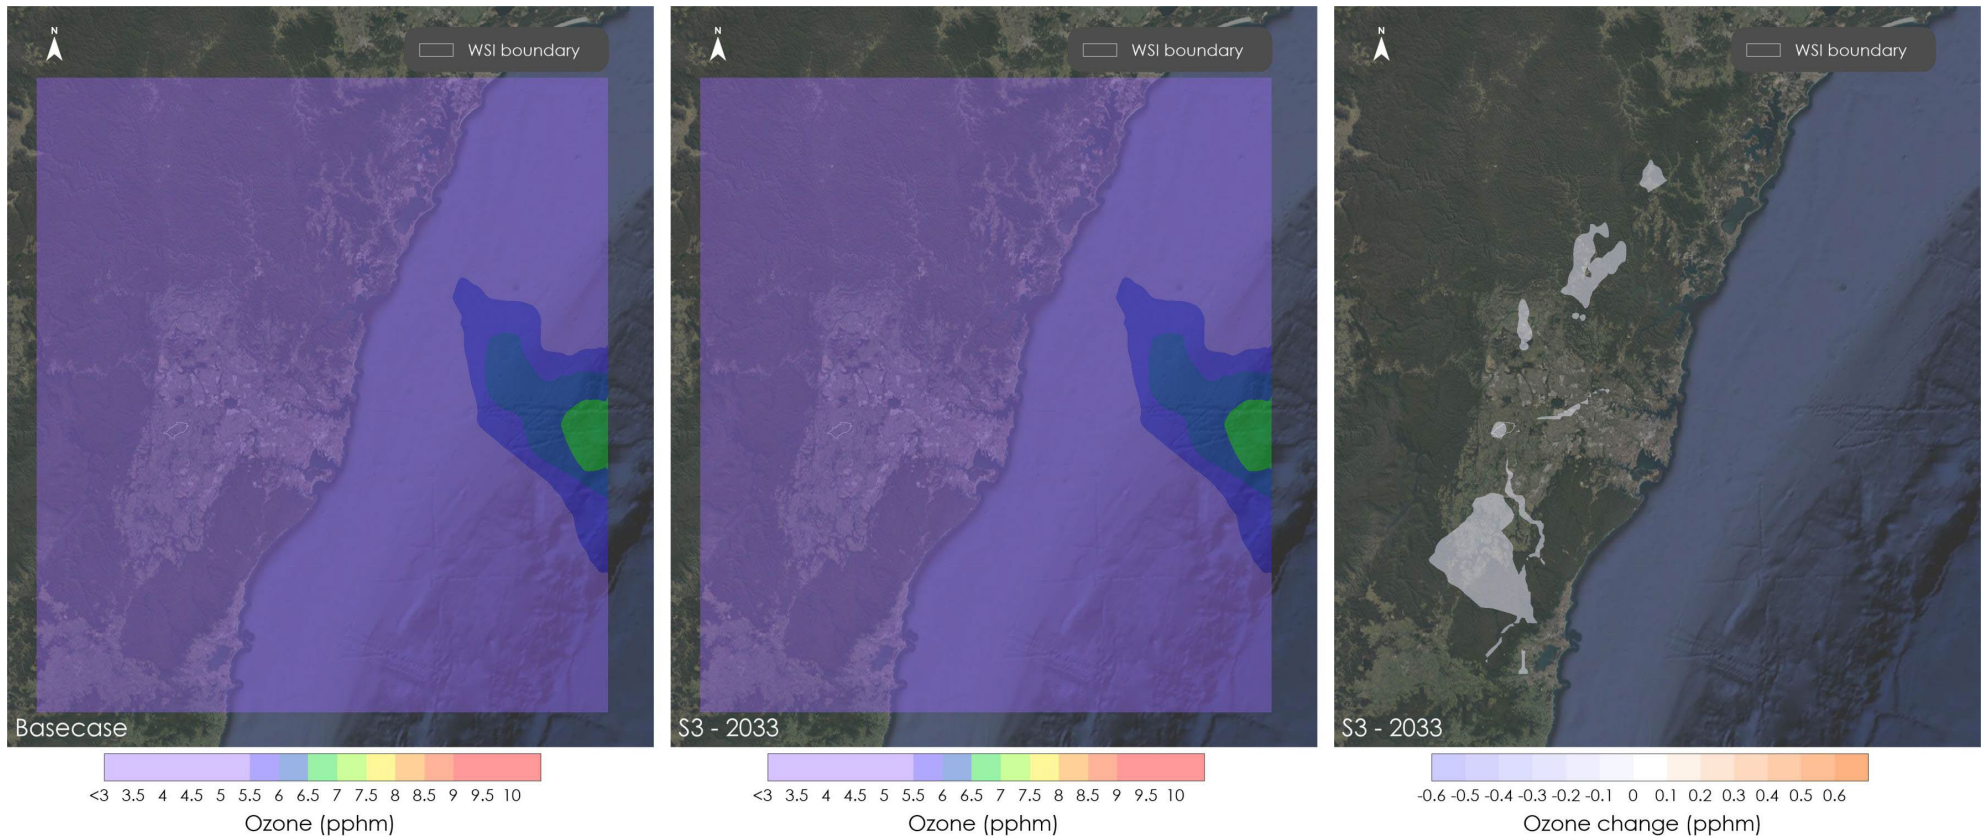 N
WSI boundary
N
WSI boundary
N
WSI boundary
Basecase
S3 - 2033
S3 - 2033
<3 3.5 4 4.5 5 5.5 6 6.5 7 7.5 8 8.5 9 9.5 10
Ozone (pphm)
<3 3.5 4 4.5 5 5.5 6 6.5 7 7.5 8 8.5 9 9.5 10
Ozone (pphm)
-0.6 -0.5 -0.4 -0.3 -0.2 -0.1 0 0.1 0.2 0.3 0.4 0.5 0.6
Ozone change (pphm)